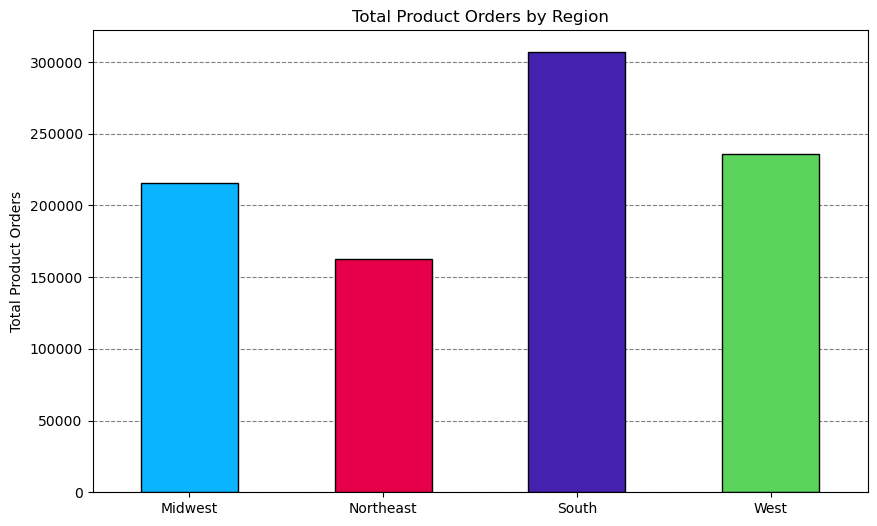 Total Product Orders by Region
Total Product Orders
300000
250000
200000
150000
100000
50000
0
Midwest Northeast South West